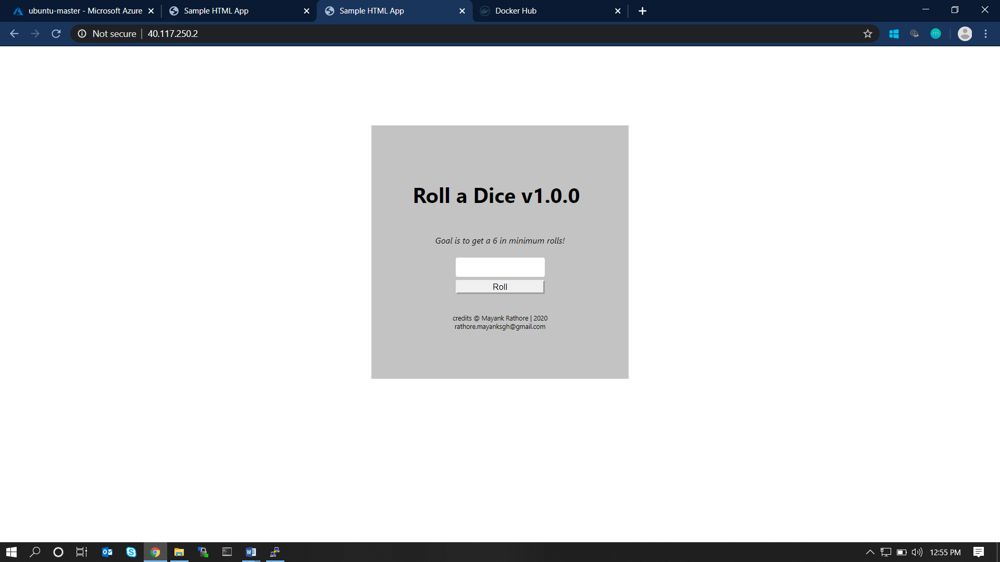 ubuntu-master - Microsoft Azure
Sample HTML App
Sample HTML App
Docker Hub
Not secure
40.117.250.2
Roll a Dice v1.0.0
Goal is to get a 6 in minimum rolls!
Roll
credits @ Mayank Rathore | 2020
rathore.mayanksgh@gmail.com
12:55 PM